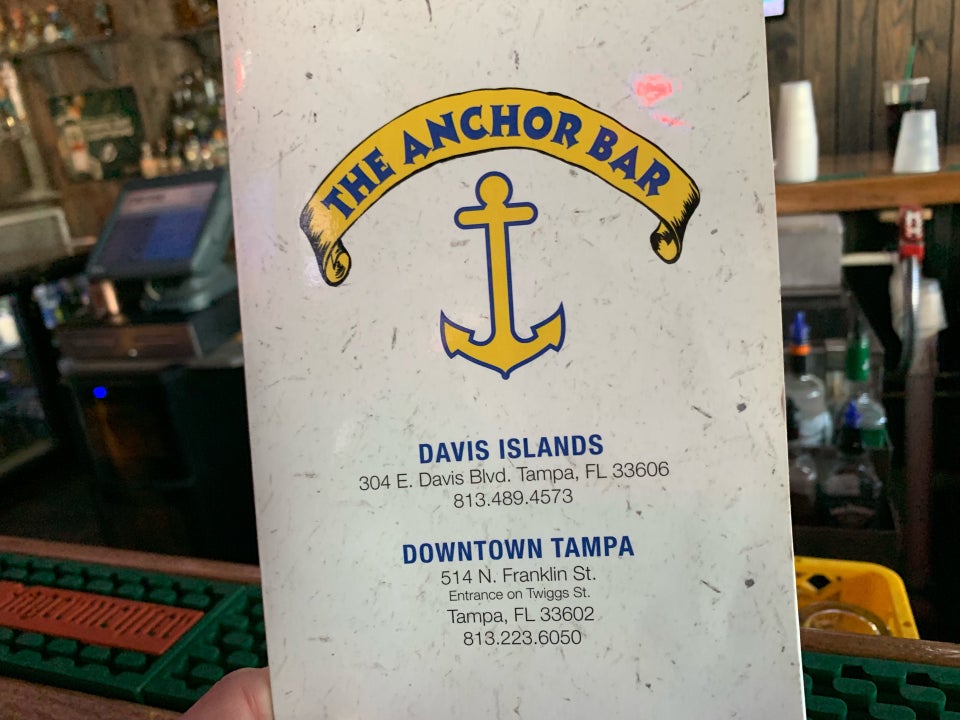 THE ANCHOR BAR
DAVIS ISLANDS
304 E. Davis Blvd. Tampa, FL 33606
813.489.4573
DOWNTOWN TAMPA
514 N. Franklin St.
Entrance on Twiggs St.
Tampa, FL 33602
813.223.6050